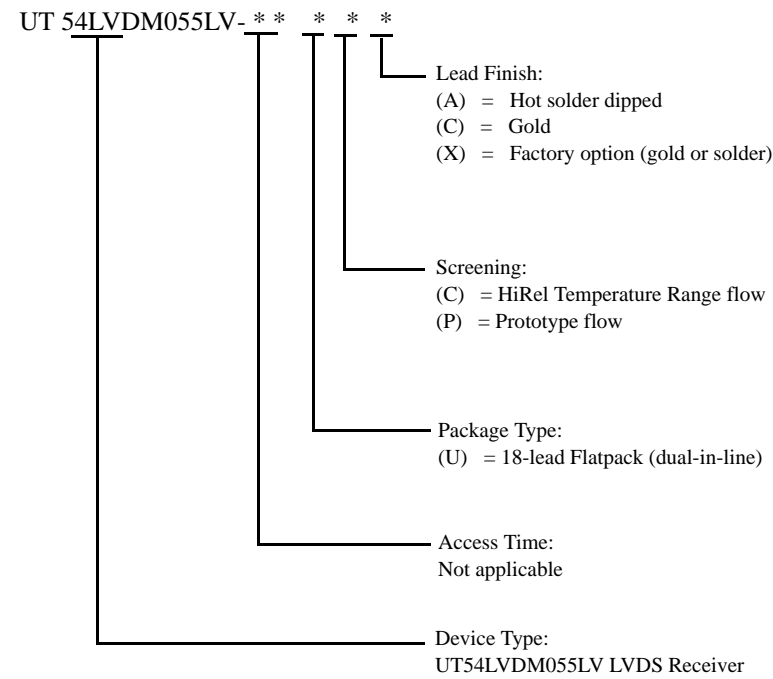 UT 54LVDM055LV- * * * * *
Lead Finish:
(A) = Hot solder dipped
(C) = Gold
(X) = Factory option (gold or solder)
Screening:
(C) = HiRel Temperature Range flow
(P) = Prototype flow
Package Type:
(U) = 18-lead Flatpack (dual-in-line)
Access Time:
Not applicable
Device Type:
UT54LVDM055LV LVDS Receiver